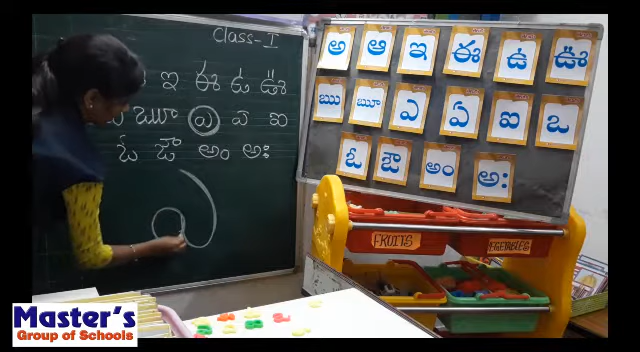 Class-I
ఇ ఈ ఉ ఊ
ఋ ౠ ఎ ఏ ఐ
ఓ ఔ అం అః
అ ఆ ఇ ఈ ఉ ఊ
ఋ ౠ ఎ ఏ ఐ ఒ
ఓ ఔ అం అః
FRUITS
VEGETABLES
Master's
Group of Schools